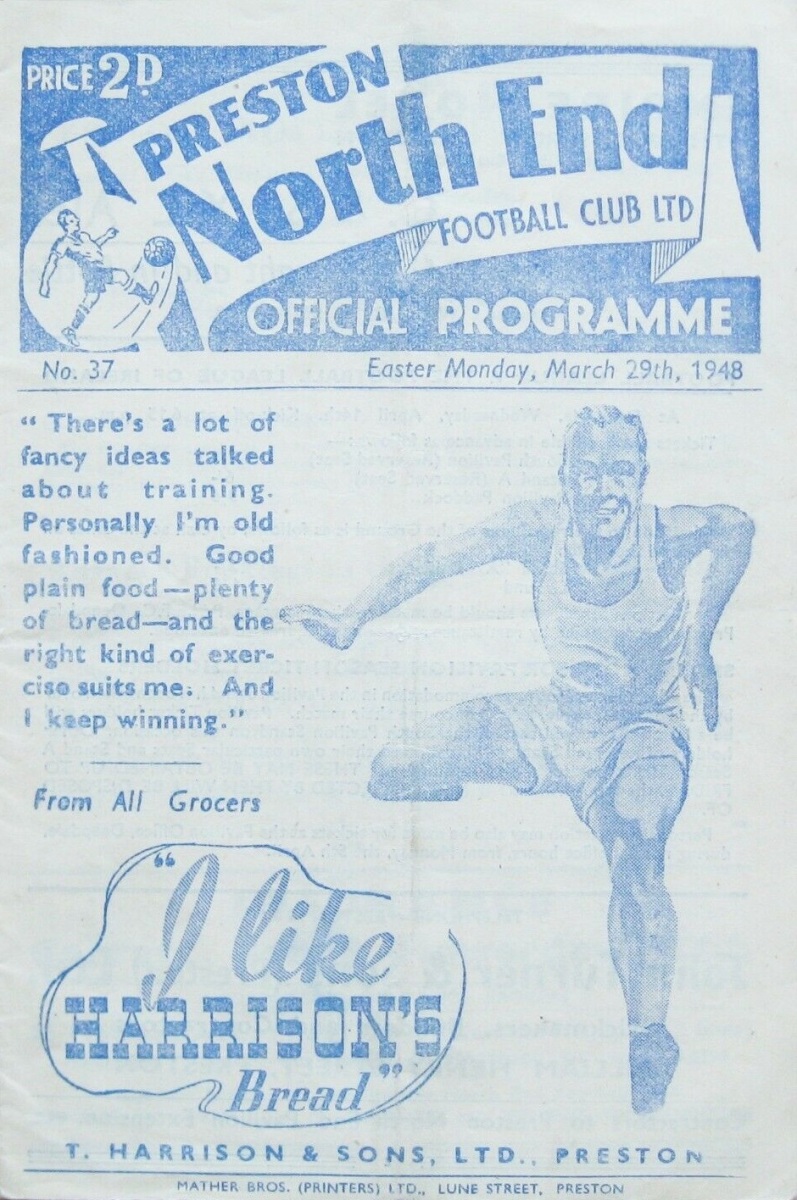 PRICE 2D
PRESTON
North End
FOOTBALL CLUB LTD
OFFICIAL PROGRAMME
No. 37
Easter Monday, March 29th, 1948
"There's a lot of
fancy ideas talked
about training.
Personally I'm old
fashioned. Good
plain food—plenty
of bread—and the
right kind of exer-
cise suits me. And
I keep winning."
From All Grocers
"I like
HARRISON'S
Bread"
T. HARRISON & SONS, LTD., PRESTON
MATHER BROS. (PRINTERS) LTD., LUNE STREET, PRESTON